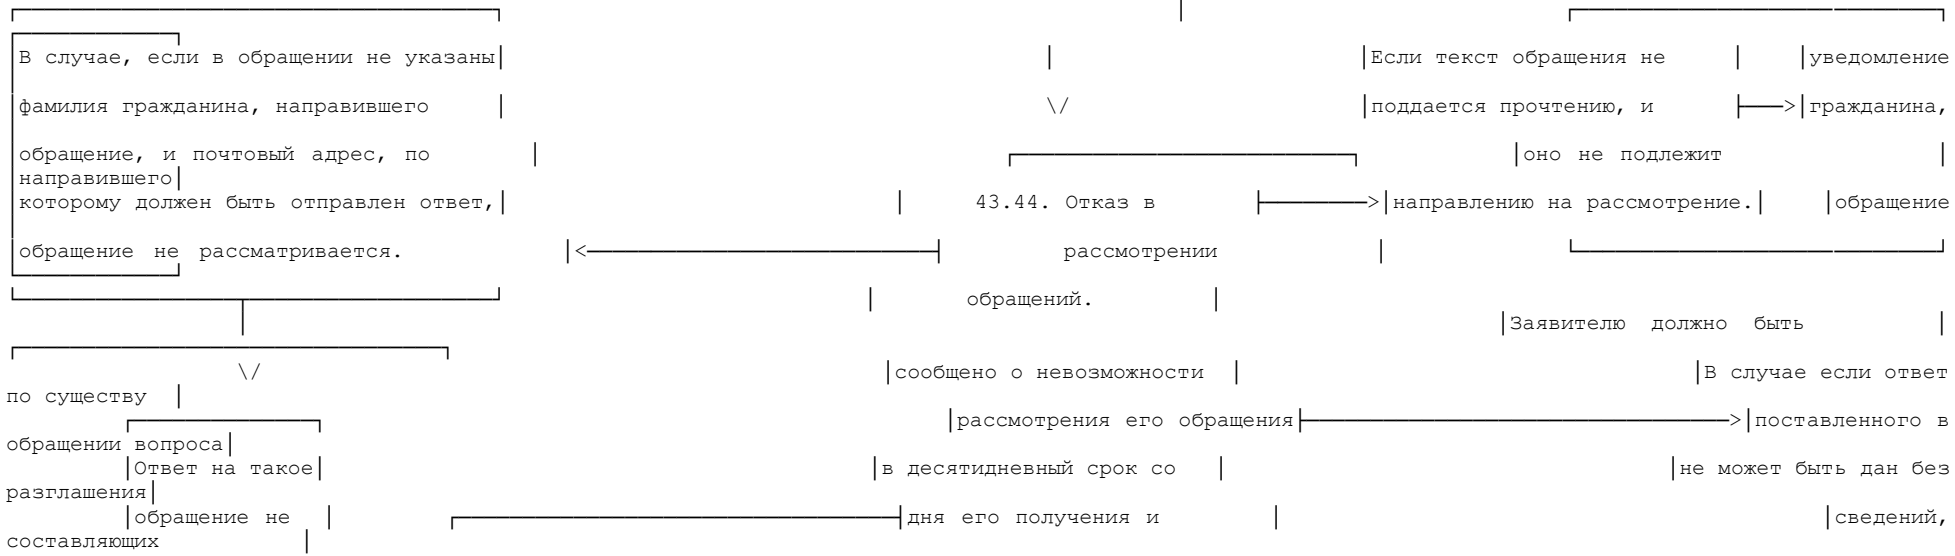 В случае, если в обращении не указаны Если текст обращения не уведомление
фамилия гражданина, направившего \/ поддается прочтению, и > гражданина,
обращение, и почтовый адрес, по оно не подлежит
направившего
которому должен быть отправлен ответ, 43.44. Отказ в > направлению на рассмотрение. обращение
обращение не рассматривается. < рассмотрении
обращений.
Заявителю должно быть
\/ сообщено о невозможности В случае если ответ
по существу
рассмотрения его обращения > поставленного в
обращении вопроса
Ответ на такое в десятидневный срок со не может быть дан без
разглашения
обращение не дня его получения и сведений,
составляющих